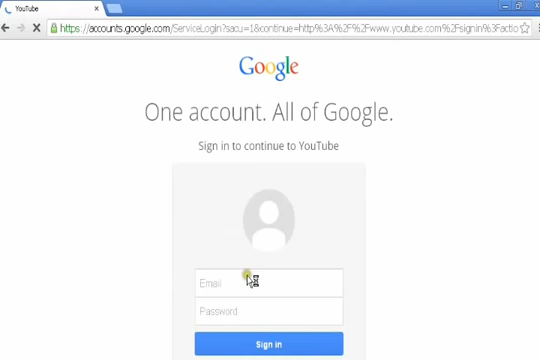 YouTube
https://accounts.google.com/ServiceLogin?sacu=1&continue=http%3A%2F%2Fwww.youtube.com%2Fsignin%3Factio
Google
One account. All of Google.
Sign in to continue to YouTube
Email
Password
Sign in